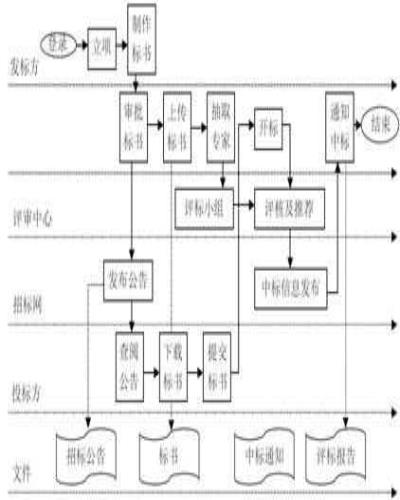 登录
立项
制作
标书
发标方
审批
标书
上传
标书
抽取
专家
开标
通知
中标
结束
评标小组
评核及推荐
评审中心
发布公告
中标信息发布
招标网
查阅
公告
下载
标书
提交
标书
投标方
招标公告
标书
中标通知
评标报告
文件